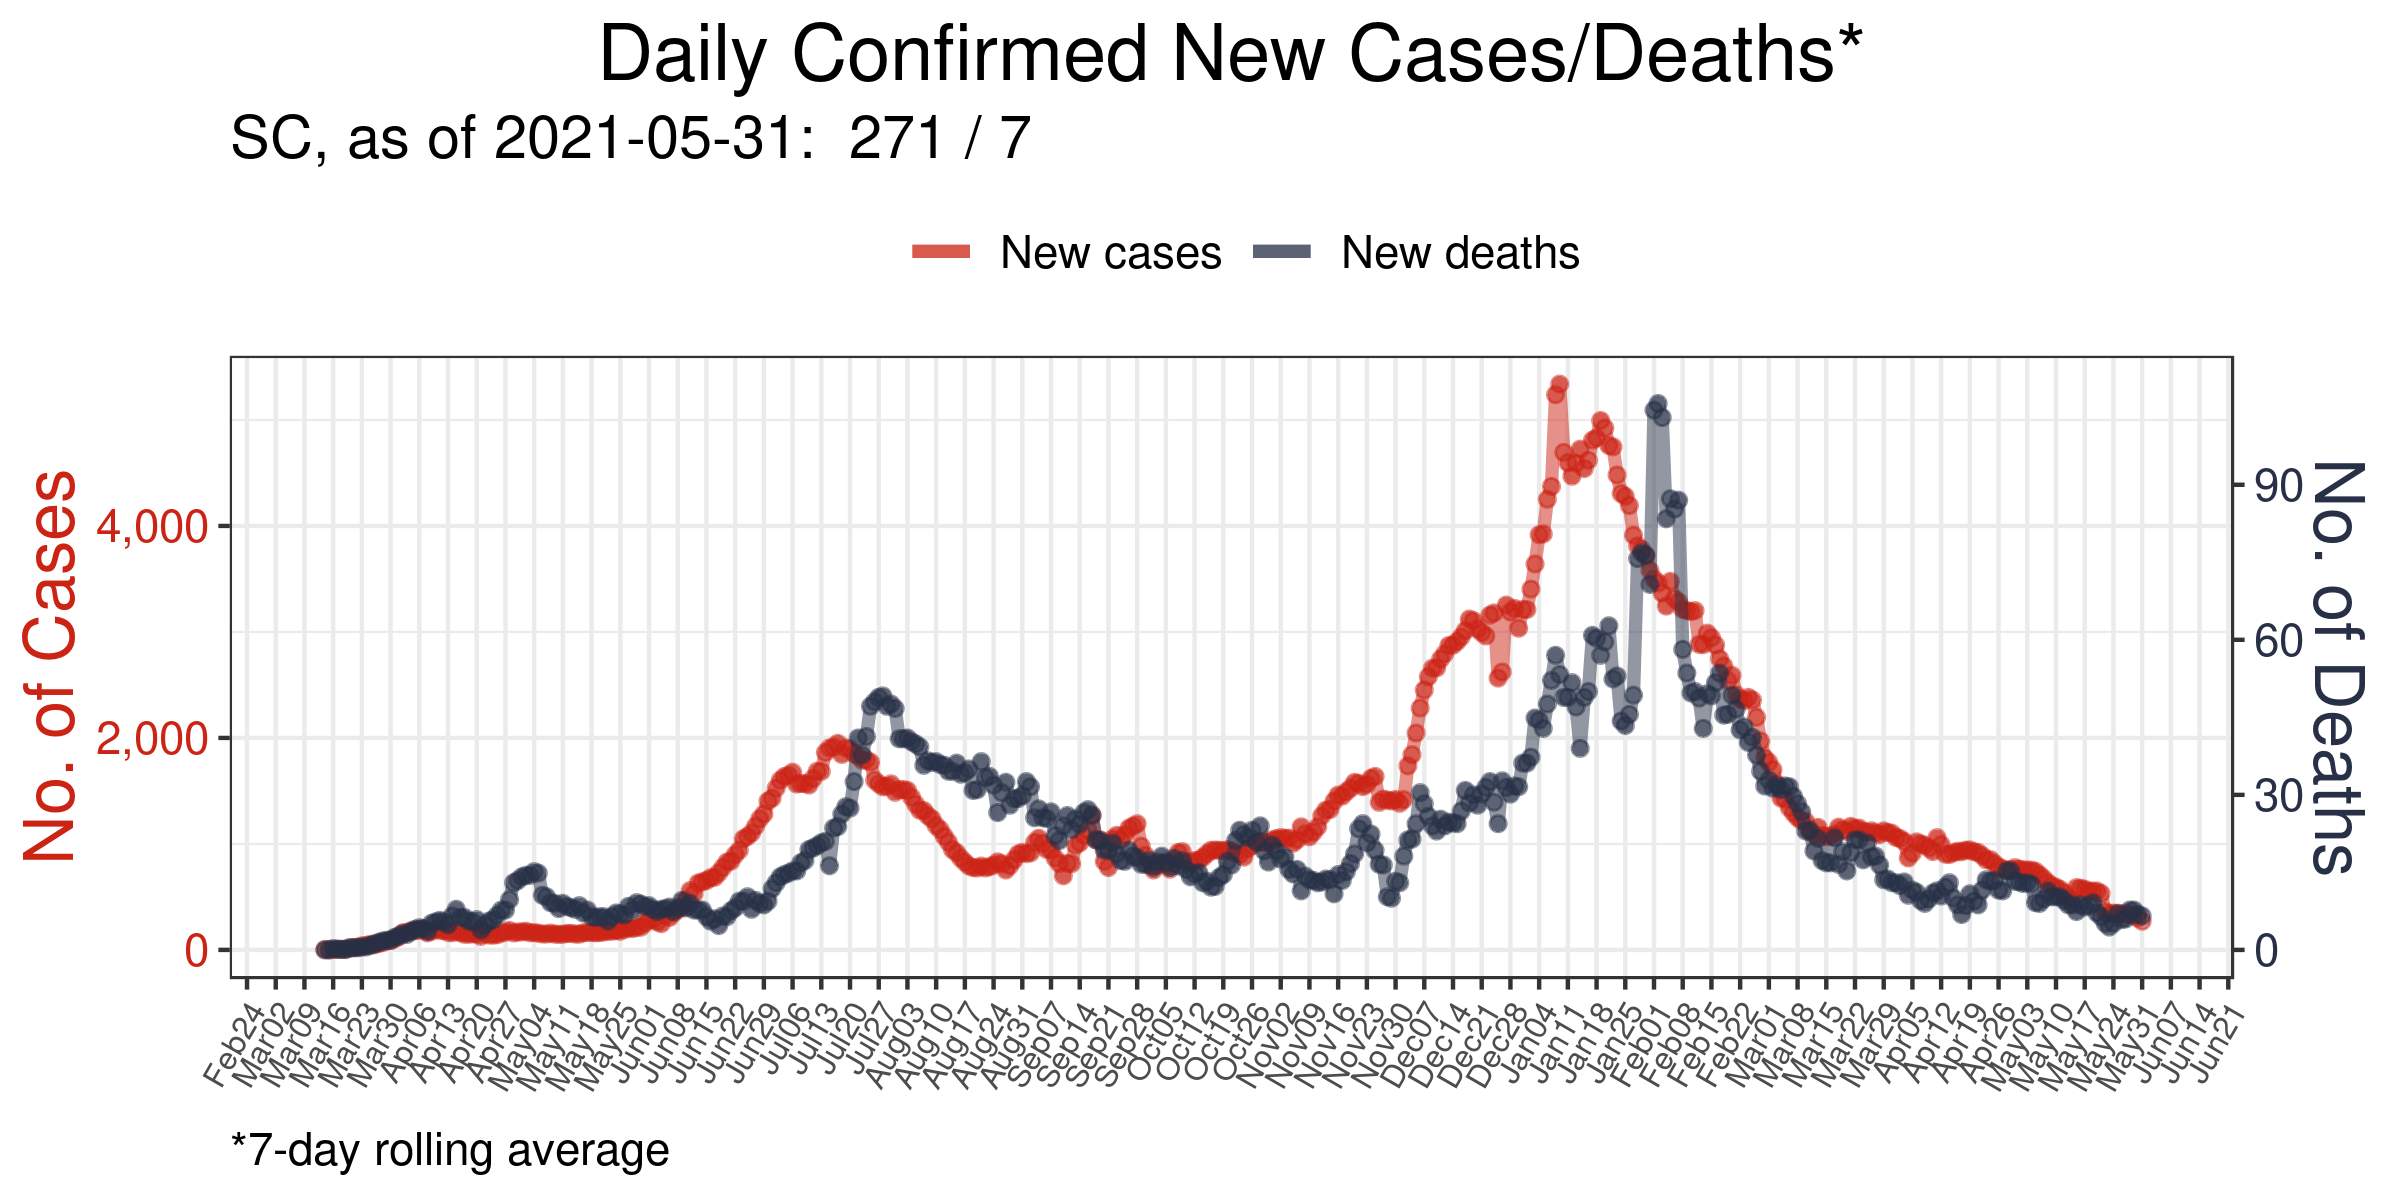 Daily Confirmed New Cases/Deaths*
SC, as of 2021-05-31:  271 / 7
New cases
New deaths
No. of Cases
4,000
2,000
0
No. of Deaths
90
60
30
0
Feb24
Mar02
Mar09
Mar16
Mar23
Mar30
Apr06
Apr13
Apr20
Apr27
May04
May11
May18
May25
Jun01
Jun08
Jun15
Jun22
Jun29
Jul06
Jul13
Jul20
Jul27
Aug03
Aug10
Aug17
Aug24
Aug31
Sep07
Sep14
Sep21
Sep28
Oct05
Oct12
Oct19
Oct26
Nov02
Nov09
Nov16
Nov23
Nov30
Dec07
Dec14
Dec21
Dec28
Jan04
Jan11
Jan18
Jan25
Feb01
Feb08
Feb15
Feb22
Mar01
Mar08
Mar15
Mar22
Mar29
Apr05
Apr12
Apr19
Apr26
May03
May10
May17
May24
May31
Jun07
Jun14
Jun21
*7-day rolling average